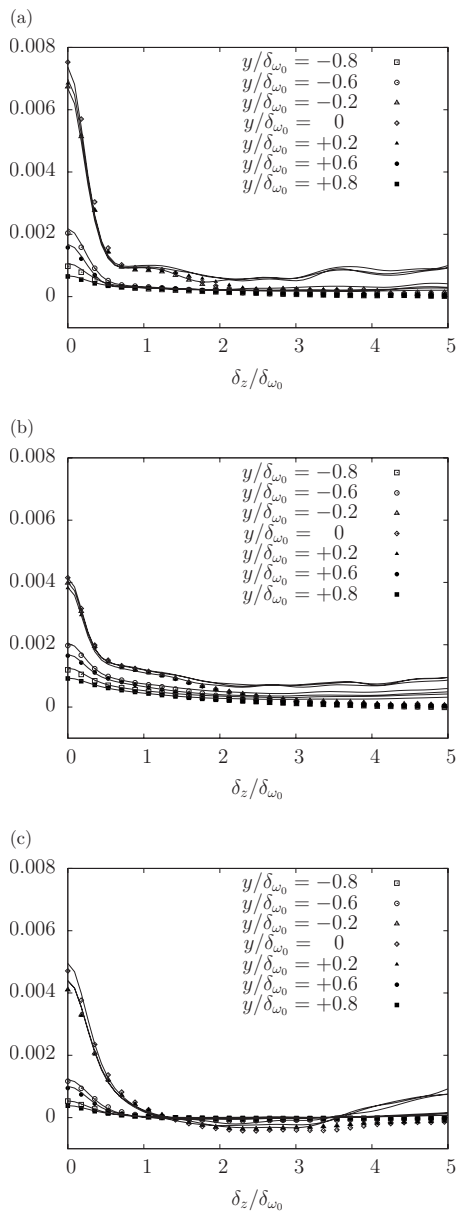 (a)
0.008
0.006
0.004
0.002
0
y/δω₀ = −0.8
y/δω₀ = −0.6
y/δω₀ = −0.2
y/δω₀ = 0
y/δω₀ = +0.2
y/δω₀ = +0.6
y/δω₀ = +0.8
0 1 2 3 4 5
δz/δω₀
(b)
0.008
0.006
0.004
0.002
0
y/δω₀ = −0.8
y/δω₀ = −0.6
y/δω₀ = −0.2
y/δω₀ = 0
y/δω₀ = +0.2
y/δω₀ = +0.6
y/δω₀ = +0.8
0 1 2 3 4 5
δz/δω₀
(c)
0.008
0.006
0.004
0.002
0
y/δω₀ = −0.8
y/δω₀ = −0.6
y/δω₀ = −0.2
y/δω₀ = 0
y/δω₀ = +0.2
y/δω₀ = +0.6
y/δω₀ = +0.8
0 1 2 3 4 5
δz/δω₀